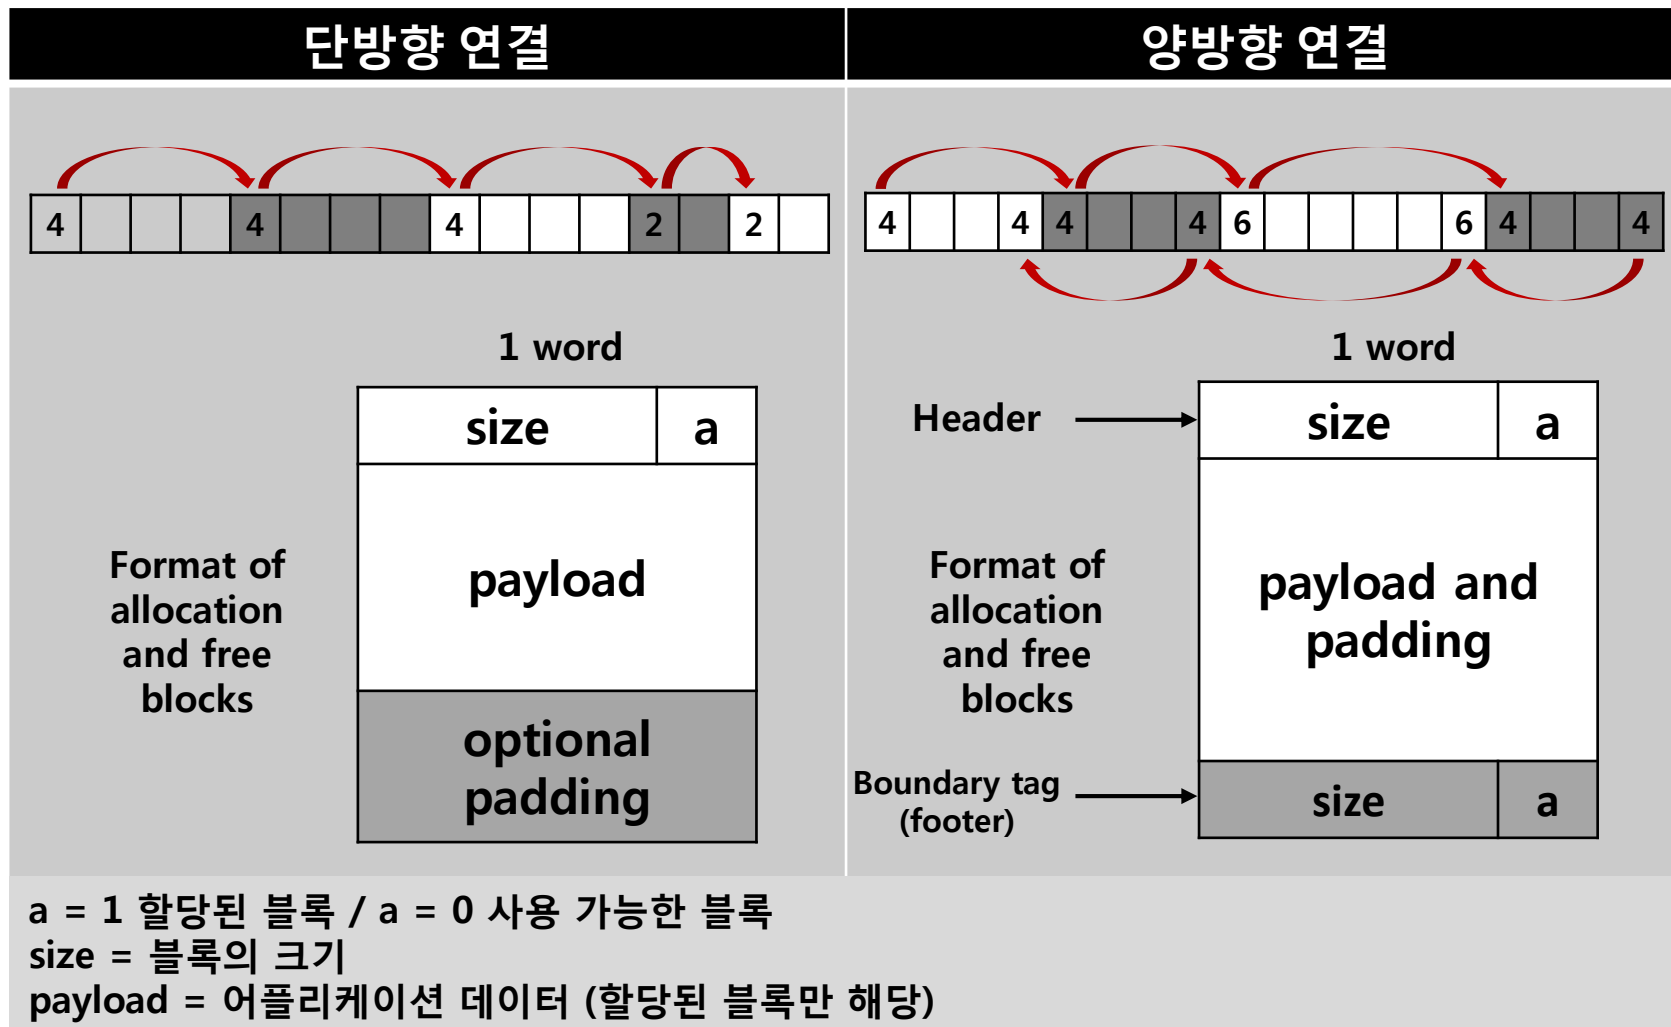 단방향 연결
4 4 4 2 2
1 word
size a
payload
optional
padding
Format of
allocation
and free
blocks
양방향 연결
4 4 4 4 6 6 4 4
1 word
Header
size a
payload and
padding
Format of
allocation
and free
blocks
Boundary tag
(footer)
size a
a = 1 할당된 블록 / a = 0 사용 가능한 블록
size = 블록의 크기
payload = 어플리케이션 데이터 (할당된 블록만 해당)